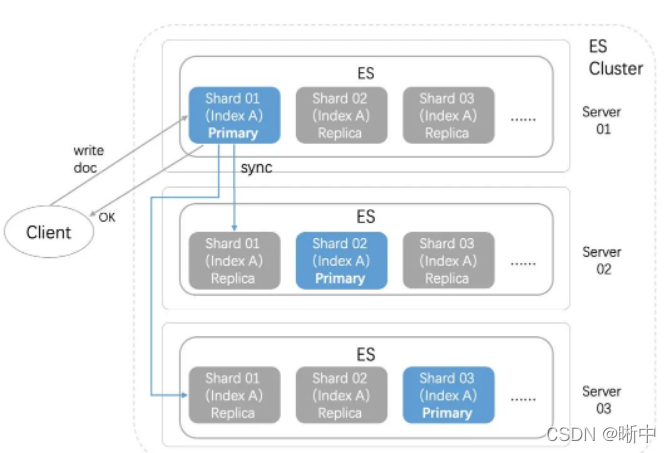 ES
Cluster
ES
Shard 01
(Index A)
Primary
Shard 02
(Index A)
Replica
Shard 03
(Index A)
Replica
......
Server
01
write
doc
sync
OK
Client
ES
Shard 01
(Index A)
Replica
Shard 02
(Index A)
Primary
Shard 03
(Index A)
Replica
......
Server
02
ES
Shard 01
(Index A)
Replica
Shard 02
(Index A)
Replica
Shard 03
(Index A)
Primary
......
Server
03
CSDN @晰中